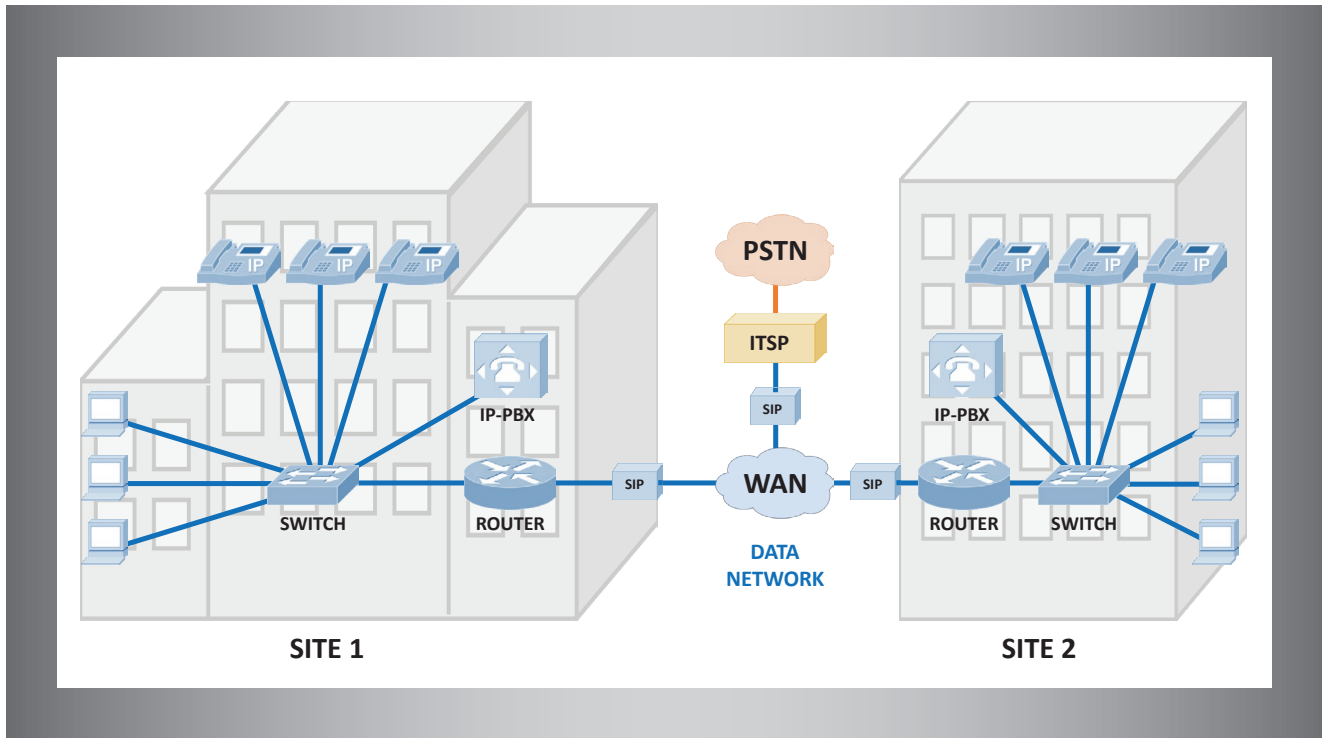 PSTN
IP
IP
IP
IP
IP
IP
ITSP
IP-PBX
IP-PBX
SIP
SIP
WAN
SIP
SWITCH
ROUTER
ROUTER
SWITCH
DATA
NETWORK
SITE 1
SITE 2